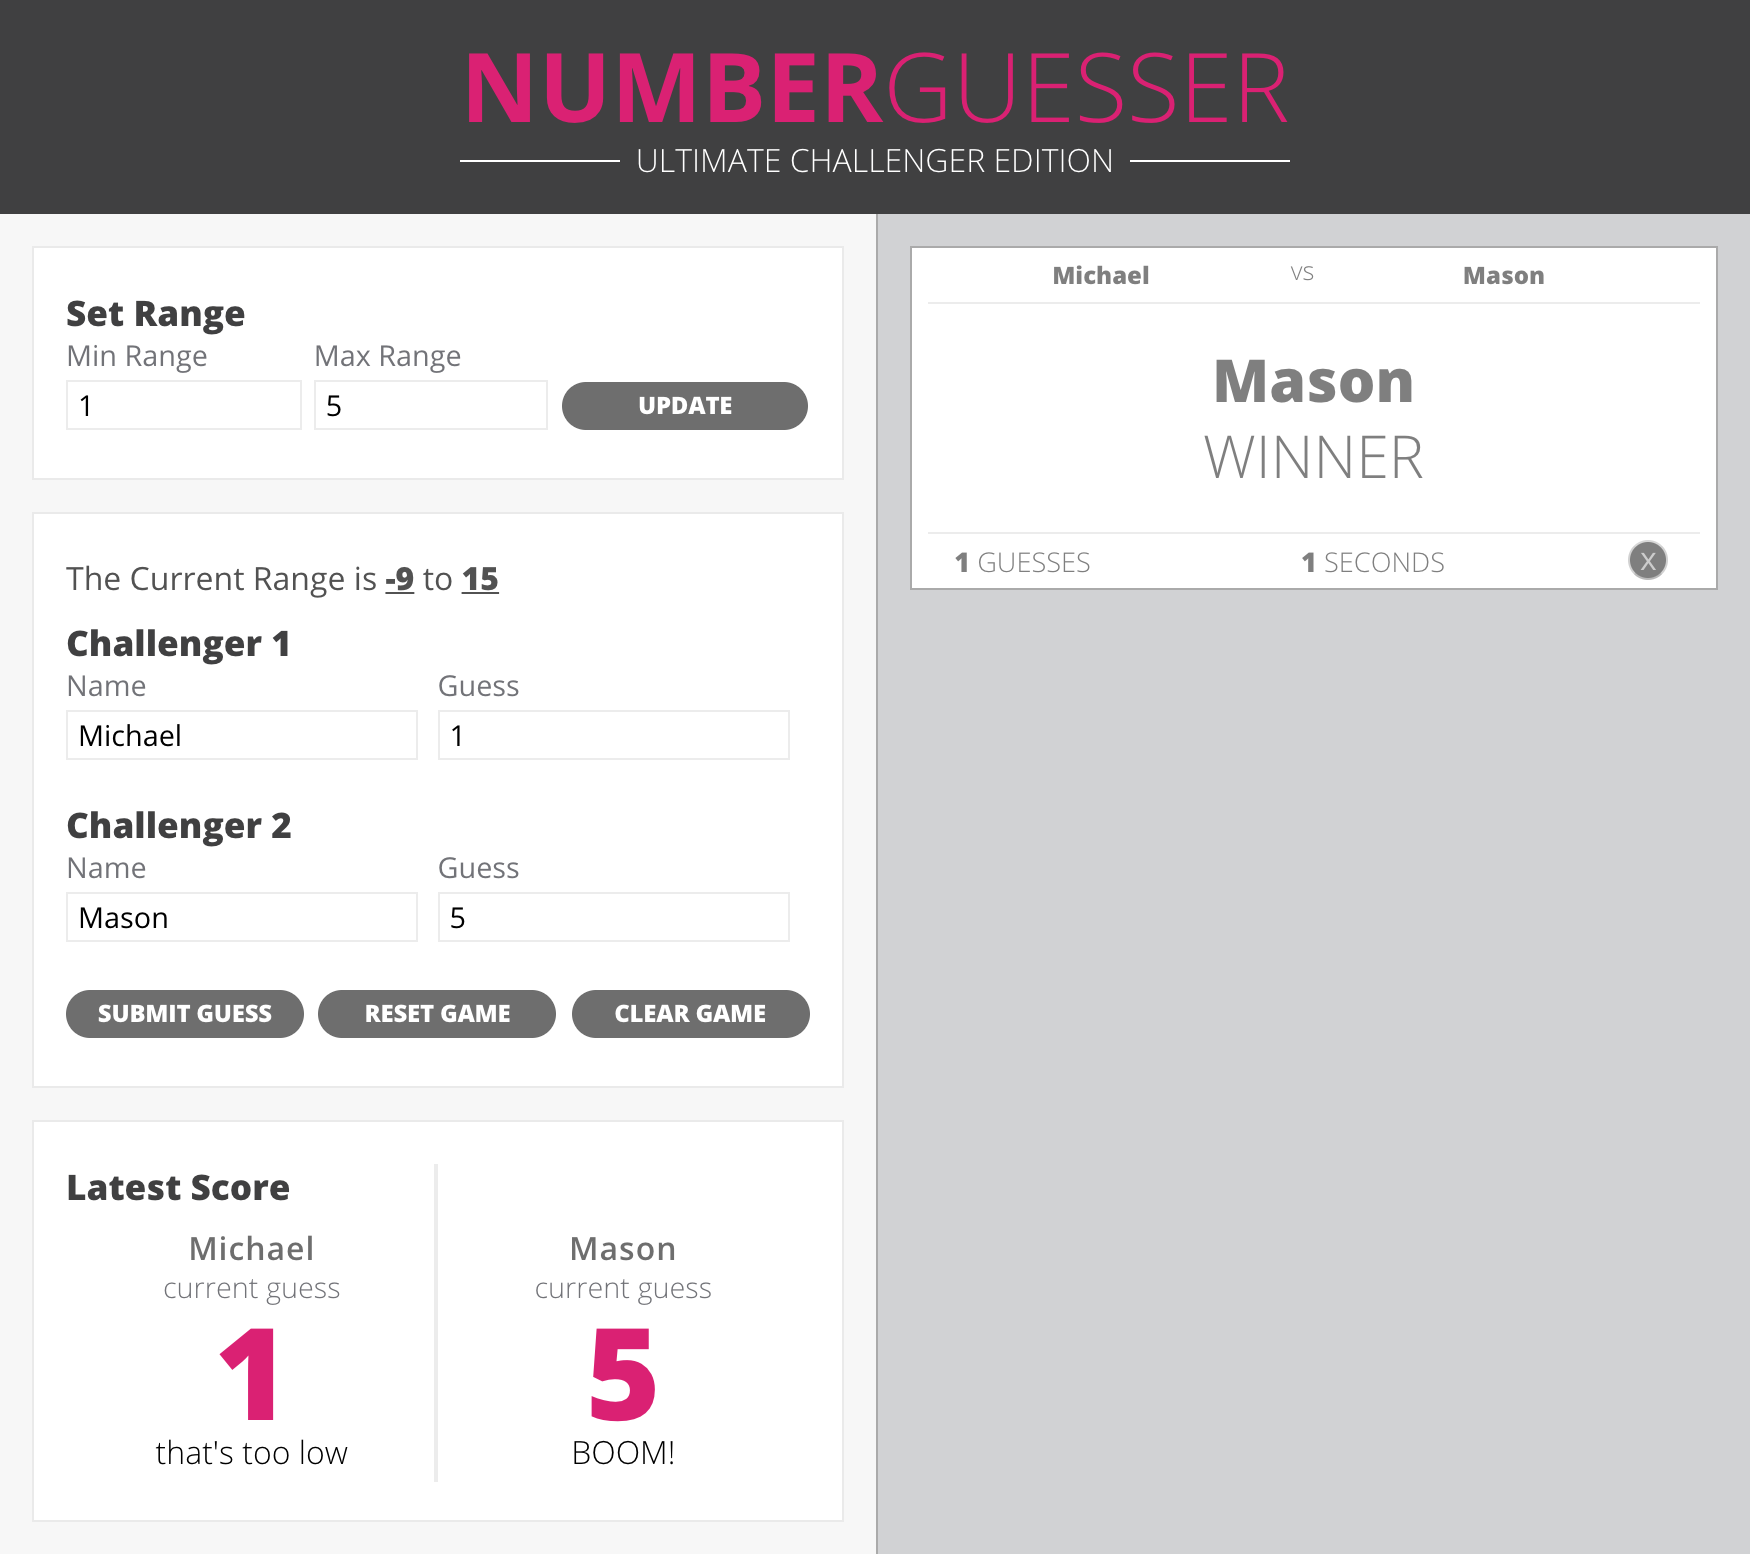 NUMBERGUESSER
ULTIMATE CHALLENGER EDITION
Set Range
Min Range Max Range
1 5 UPDATE
The Current Range is -9 to 15
Challenger 1
Name Guess
Michael 1
Challenger 2
Name Guess
Mason 5
SUBMIT GUESS RESET GAME CLEAR GAME
Latest Score
Michael Mason
current guess current guess
1 5
that's too low BOOM!
Michael VS Mason
Mason
WINNER
1 GUESSES 1 SECONDS X